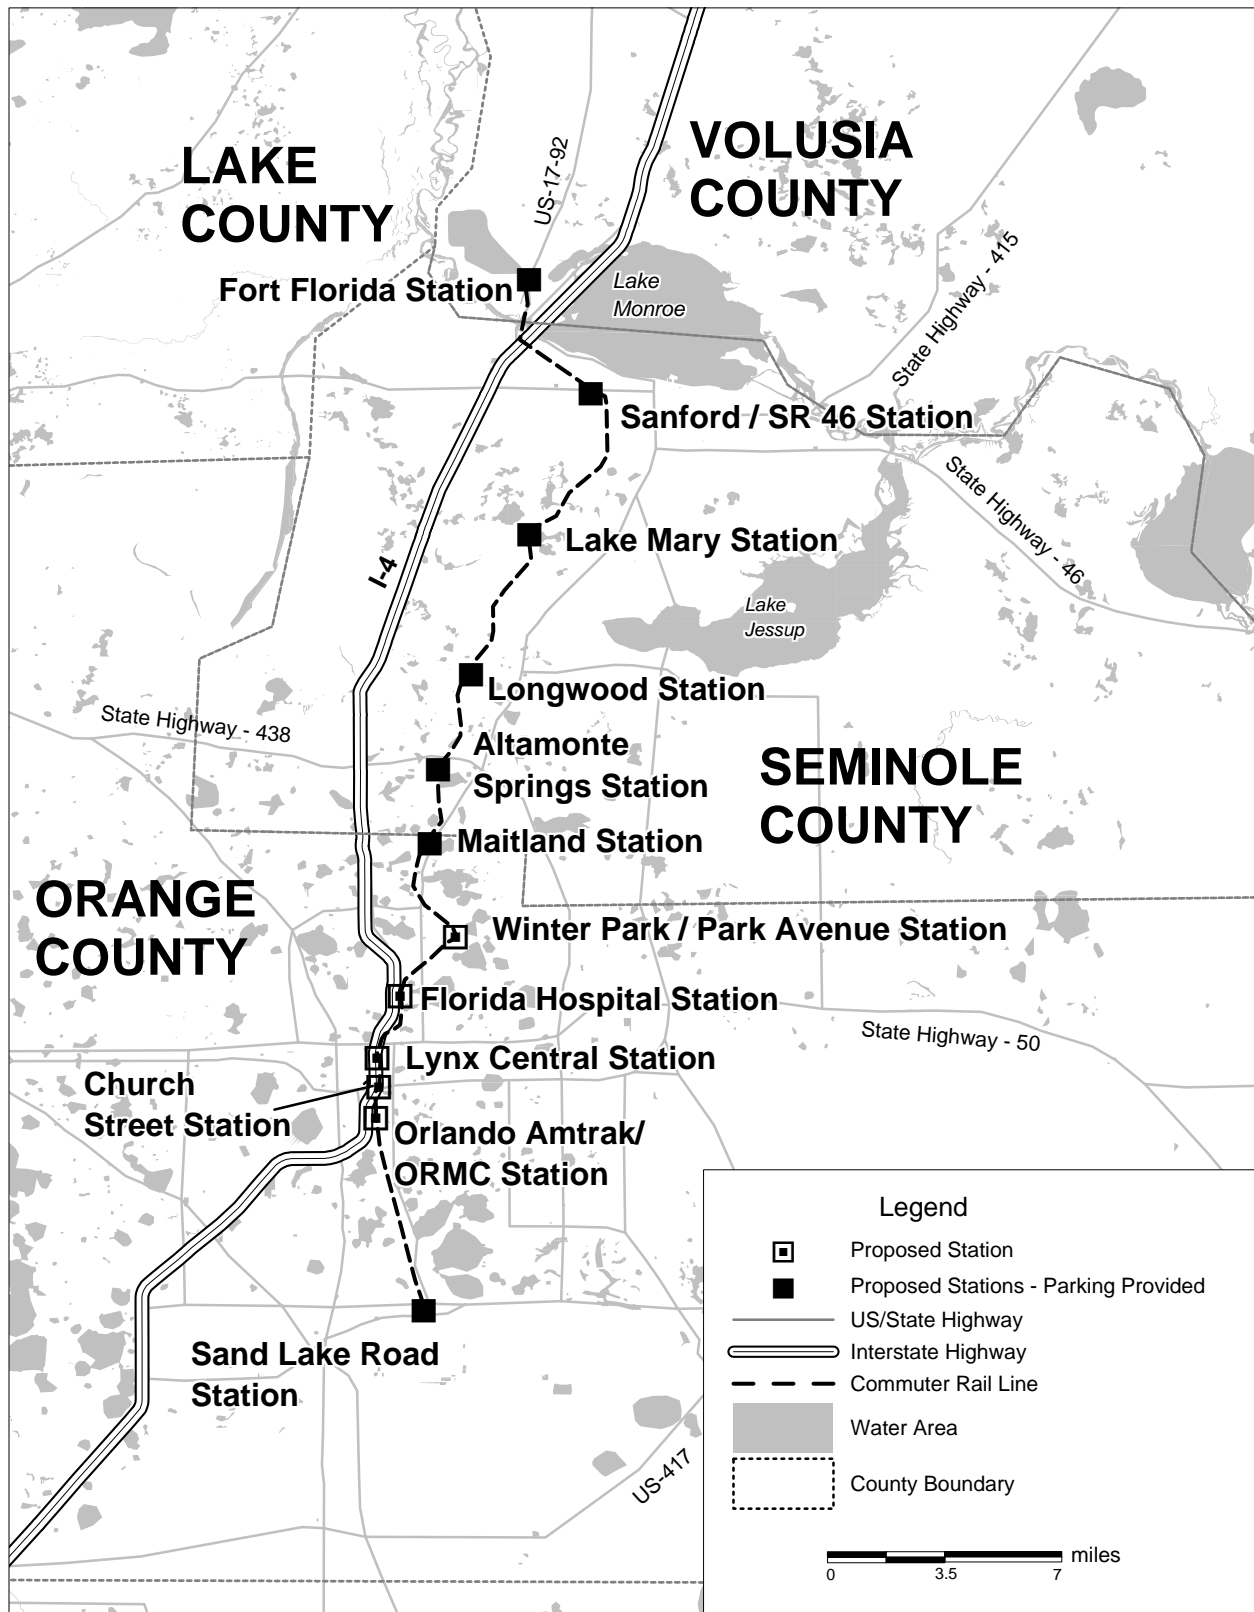 LAKE
COUNTY
US-17-92
VOLUSIA
COUNTY
Fort Florida Station
Lake
Monroe
State Highway - 415
Sanford / SR 46 Station
State Highway - 46
I-4
Lake Mary Station
Lake
Jessup
Longwood Station
State Highway - 438
Altamonte
Springs Station
SEMINOLE
COUNTY
Maitland Station
ORANGE
COUNTY
Winter Park / Park Avenue Station
Florida Hospital Station
State Highway - 50
Lynx Central Station
Church
Street Station
Orlando Amtrak/
ORMC Station
Sand Lake Road
Station
US-417
Legend
Proposed Station
Proposed Stations - Parking Provided
US/State Highway
Interstate Highway
Commuter Rail Line
Water Area
County Boundary
miles
0 3.5 7